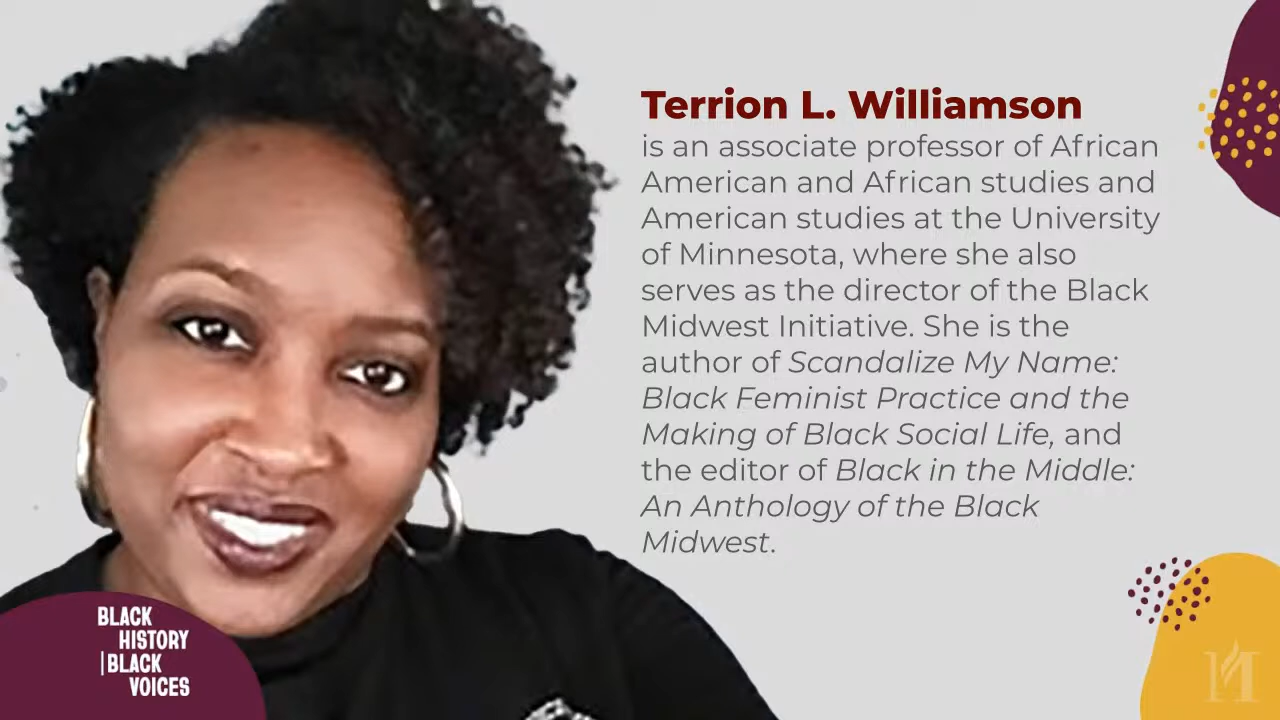 Terrion L. Williamson
is an associate professor of African
American and African studies and
American studies at the University
of Minnesota, where she also
serves as the director of the Black
Midwest Initiative. She is the
author of Scandalize My Name:
Black Feminist Practice and the
Making of Black Social Life, and
the editor of Black in the Middle:
An Anthology of the Black
Midwest.
BLACK
HISTORY
|BLACK
VOICES
M